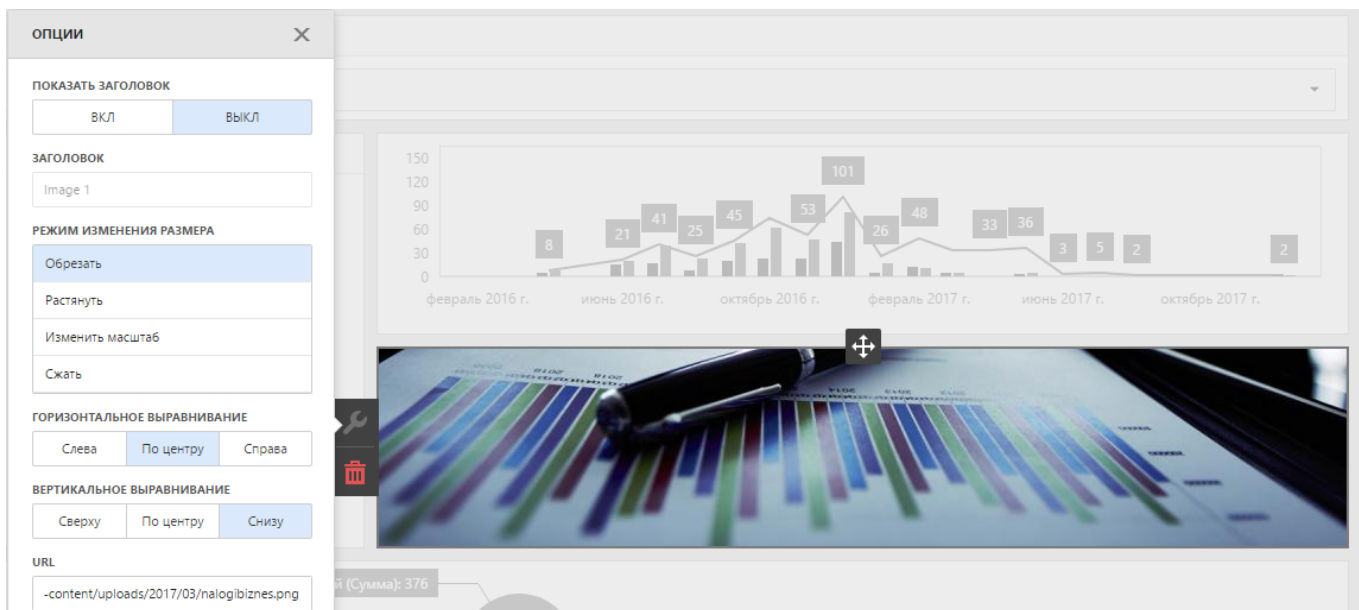 ОПЦИИ
ПОКАЗАТЬ ЗАГОЛОВОК
ВКЛ ВЫКЛ
ЗАГОЛОВОК
Image 1
РЕЖИМ ИЗМЕНЕНИЯ РАЗМЕРА
Обрезать
Растянуть
Изменить масштаб
Сжать
ГОРИЗОНТАЛЬНОЕ ВЫРАВНИВАНИЕ
Слева По центру Справа
ВЕРТИКАЛЬНОЕ ВЫРАВНИВАНИЕ
Сверху По центру Снизу
URL
-content/uploads/2017/03/nalogibiznes.png
150
120
90
60
30
0
8 21 41 25 45 53 101 26 48 33 36 3 5 2 2
февраль 2016 г. июнь 2016 г. октябрь 2016 г. февраль 2017 г. июнь 2017 г. октябрь 2017 г.
й (Сумма): 376